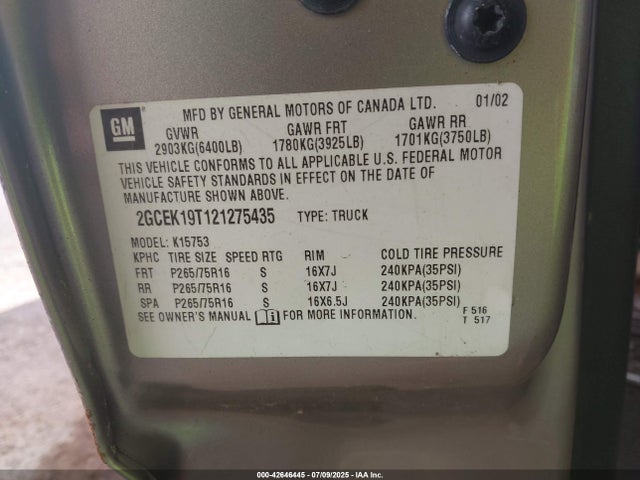 MFD BY GENERAL MOTORS OF CANADA LTD. 01/02
GM
GVWR GAWR FRT GAWR RR
2903KG(6400LB) 1780KG(3925LB) 1701KG(3750LB)
THIS VEHICLE CONFORMS TO ALL APPLICABLE U.S. FEDERAL MOTOR
VEHICLE SAFETY STANDARDS IN EFFECT ON THE DATE OF
MANUFACTURE SHOWN ABOVE.
2GCEK19T121275435 TYPE: TRUCK
MODEL: K15753
KPHC TIRE SIZE SPEED RTG RIM COLD TIRE PRESSURE
FRT P265/75R16 S 16X7J 240KPA(35PSI)
RR P265/75R16 S 16X7J 240KPA(35PSI)
SPA P265/75R16 S 16X6.5J 240KPA(35PSI)
SEE OWNER'S MANUAL FOR MORE INFORMATION.
F 516
T 517
000-42646445 - 07/09/2025 - IAA Inc.